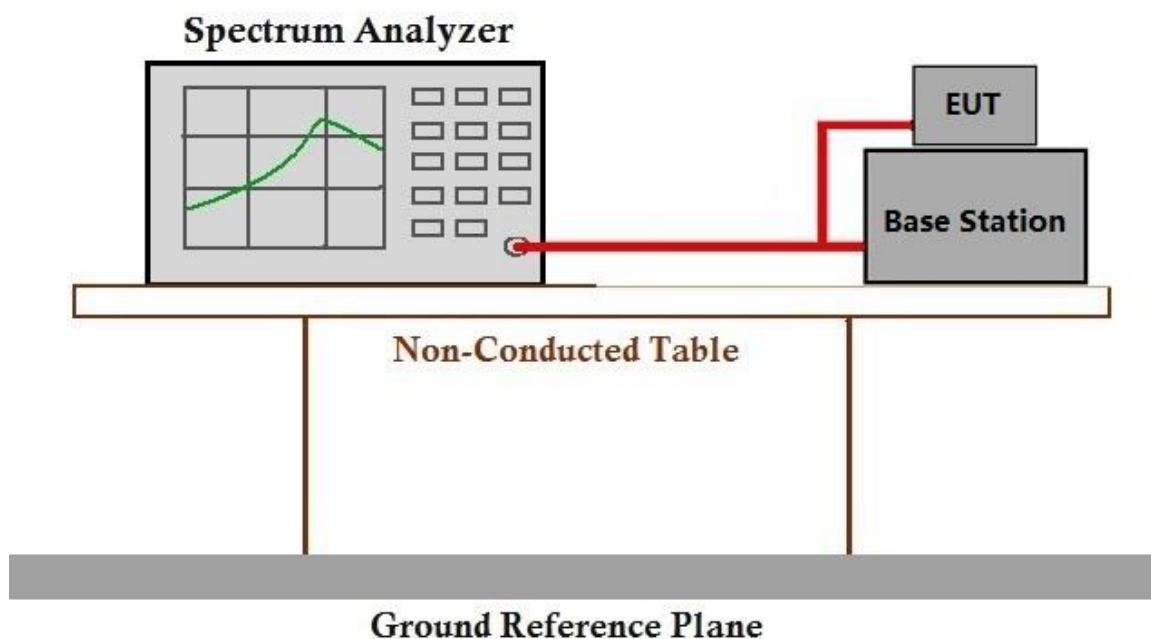 Spectrum Analyzer
EUT
Base Station
Non-Conducted Table
Ground Reference Plane